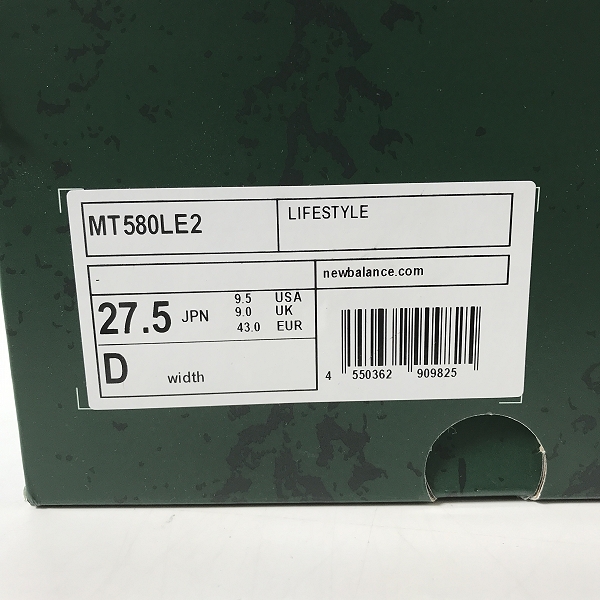 MT580LE2
LIFESTYLE
-
newbalance.com
27.5 JPN
9.5 USA
9.0 UK
43.0 EUR
D width
4 550362 909825